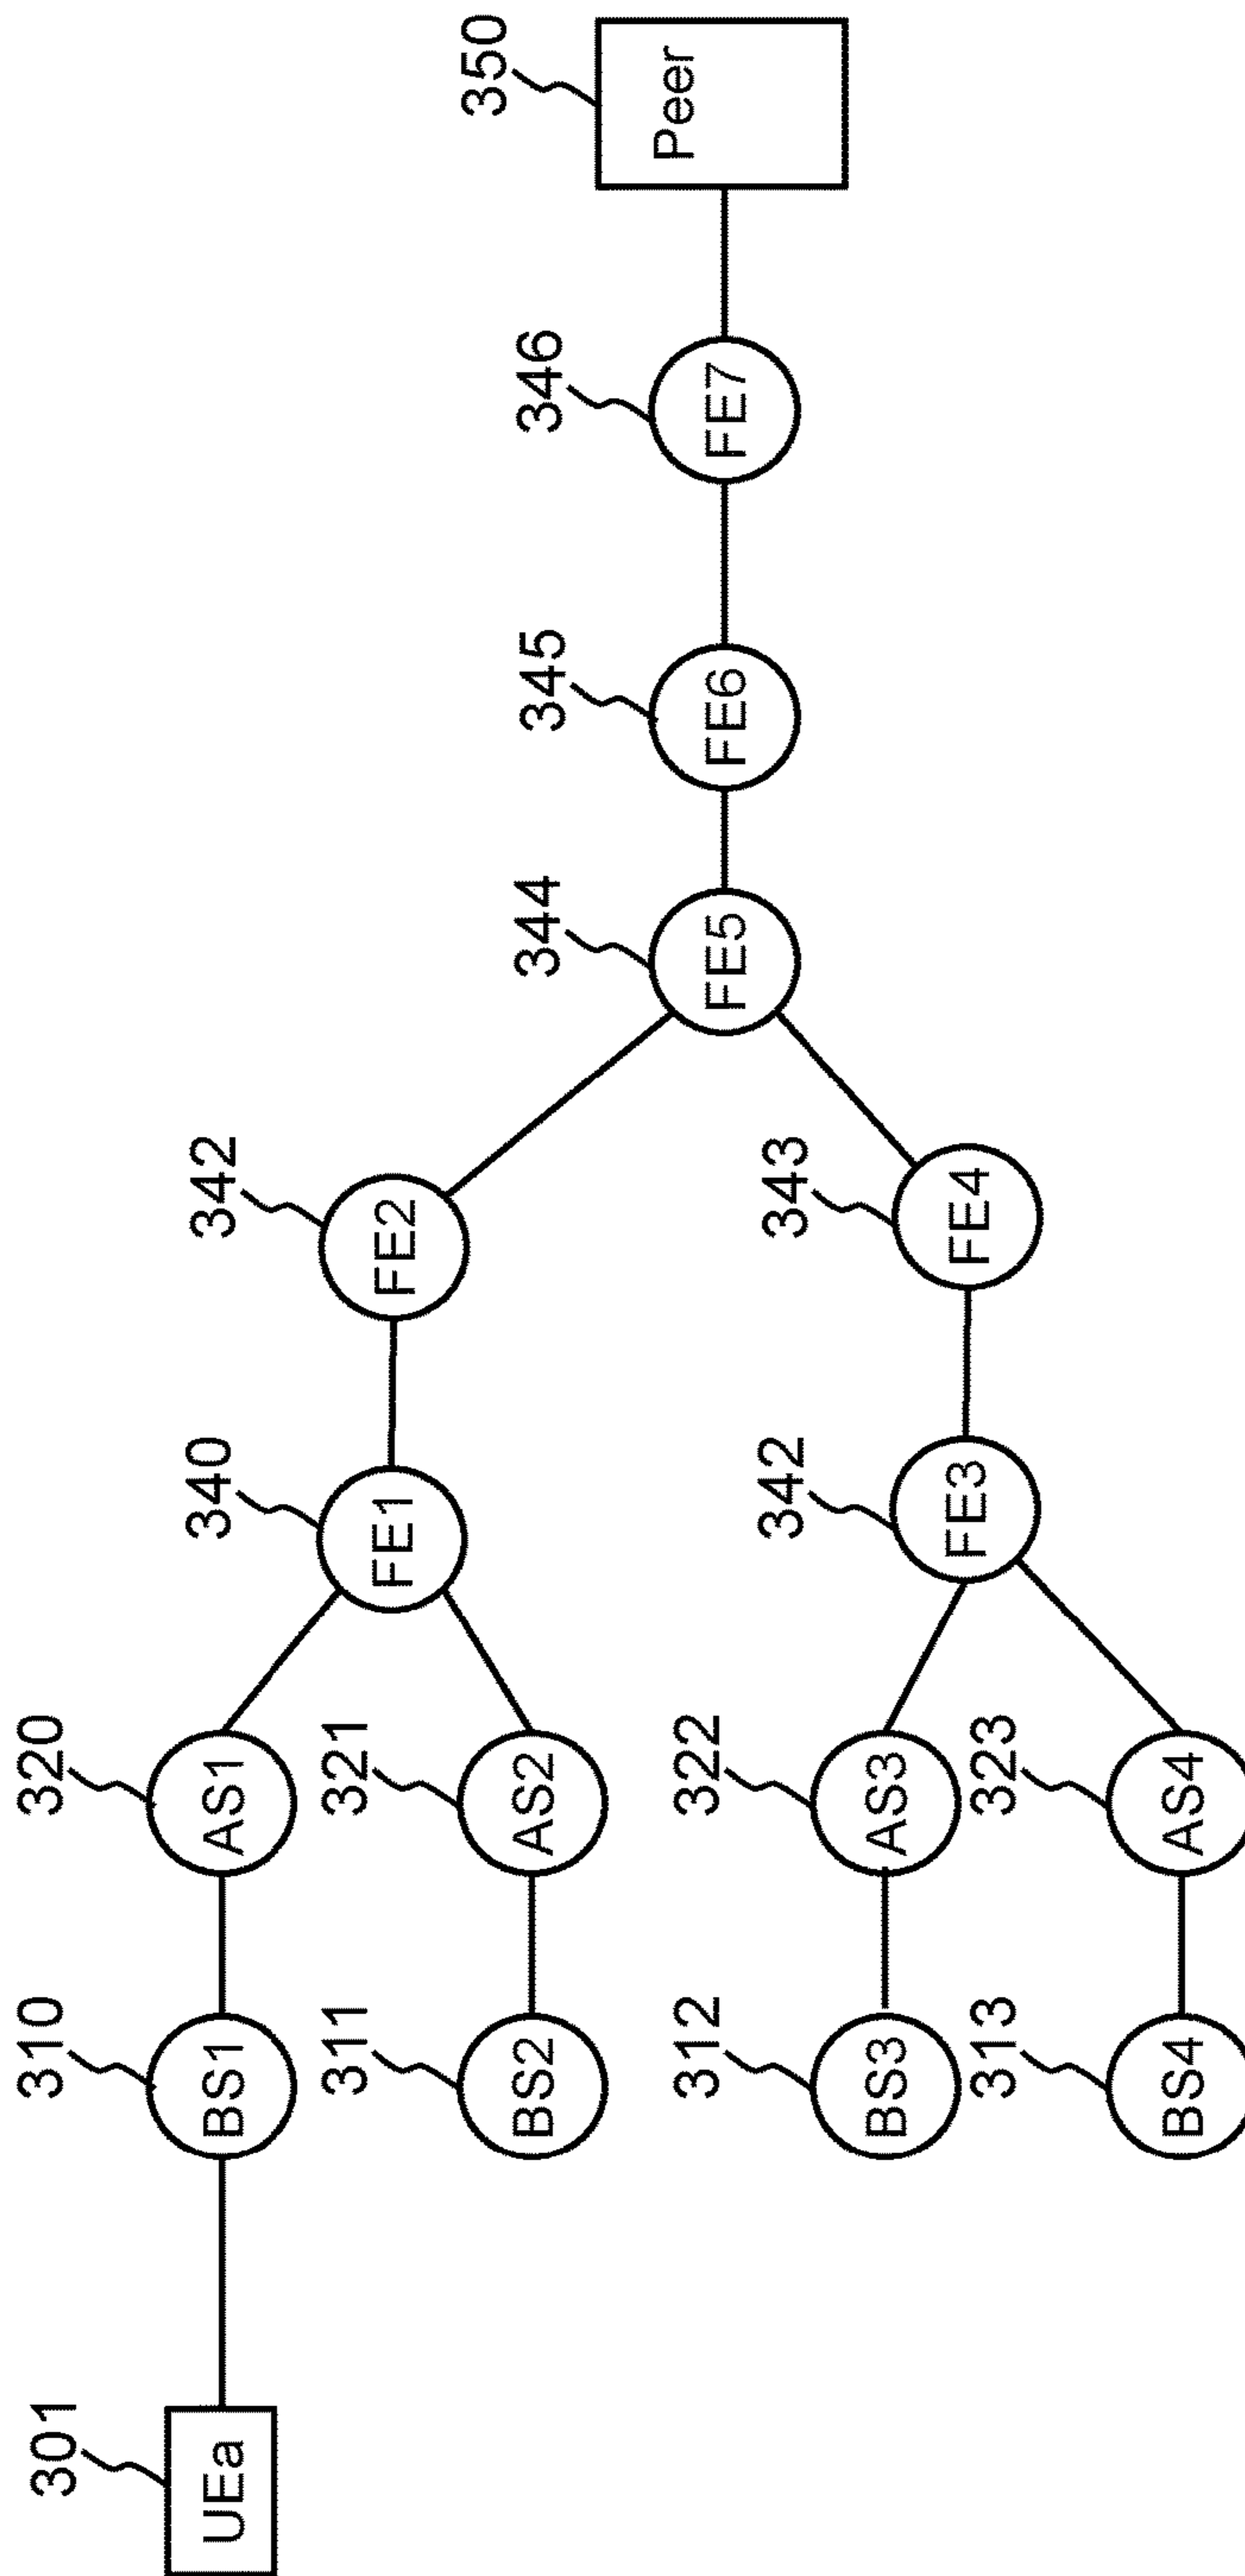 310
320
301
340
342
UEa
BS1
AS1
311
321
FE1
FE2
350
344
345
346
BS2
AS2
Peer
312
322
FE5
FE6
FE7
342
343
BS3
AS3
FE3
FE4
313
323
BS4
AS4